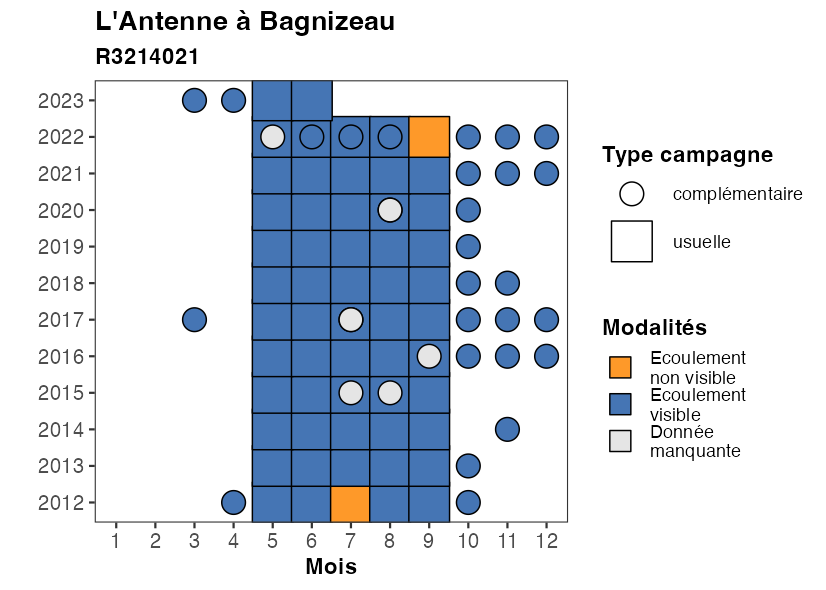 L'Antenne à Bagnizeau
R3214021
2023
2022
2021
2020
2019
2018
2017
2016
2015
2014
2013
2012
1 2 3 4 5 6 7 8 9 10 11 12
Mois
Type campagne
complémentaire
usuelle
Modalités
Ecoulement
non visible
Ecoulement
visible
Donnée
manquante